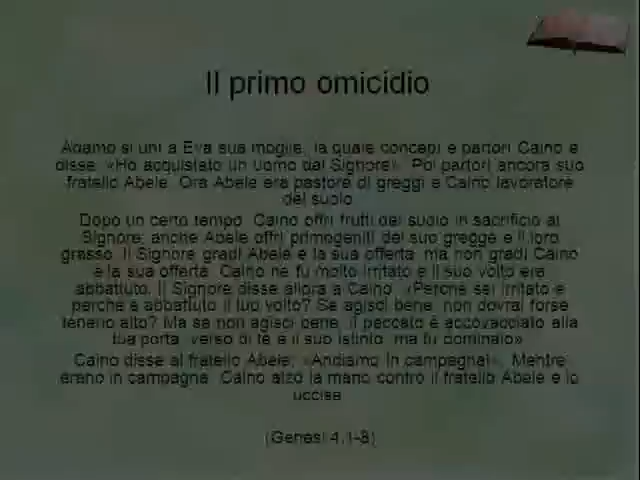 Il primo omicidio
Adamo si unì a Eva sua moglie, la quale concepì e partorì Caino e
disse: «Ho acquistato un uomo dal Signore». Poi partorì ancora suo
fratello Abele. Ora Abele era pastore di greggi e Caino lavoratore
del suolo.
Dopo un certo tempo, Caino offrì frutti del suolo in sacrificio al
Signore; anche Abele offrì primogeniti del suo gregge e il loro
grasso. Il Signore gradì Abele e la sua offerta, ma non gradì Caino
e la sua offerta. Caino ne fu molto irritato e il suo volto era
abbattuto. Il Signore disse allora a Caino: «Perché sei irritato e
perché è abbattuto il tuo volto? Se agisci bene, non dovrai forse
tenerlo alto? Ma se non agisci bene, il peccato è accovacciato alla
tua porta; verso di te è il suo istinto, ma tu dominalo».
Caino disse al fratello Abele: «Andiamo in campagna!». Mentre
erano in campagna, Caino alzò la mano contro il fratello Abele e lo
uccise.
(Genesi 4,1-8)